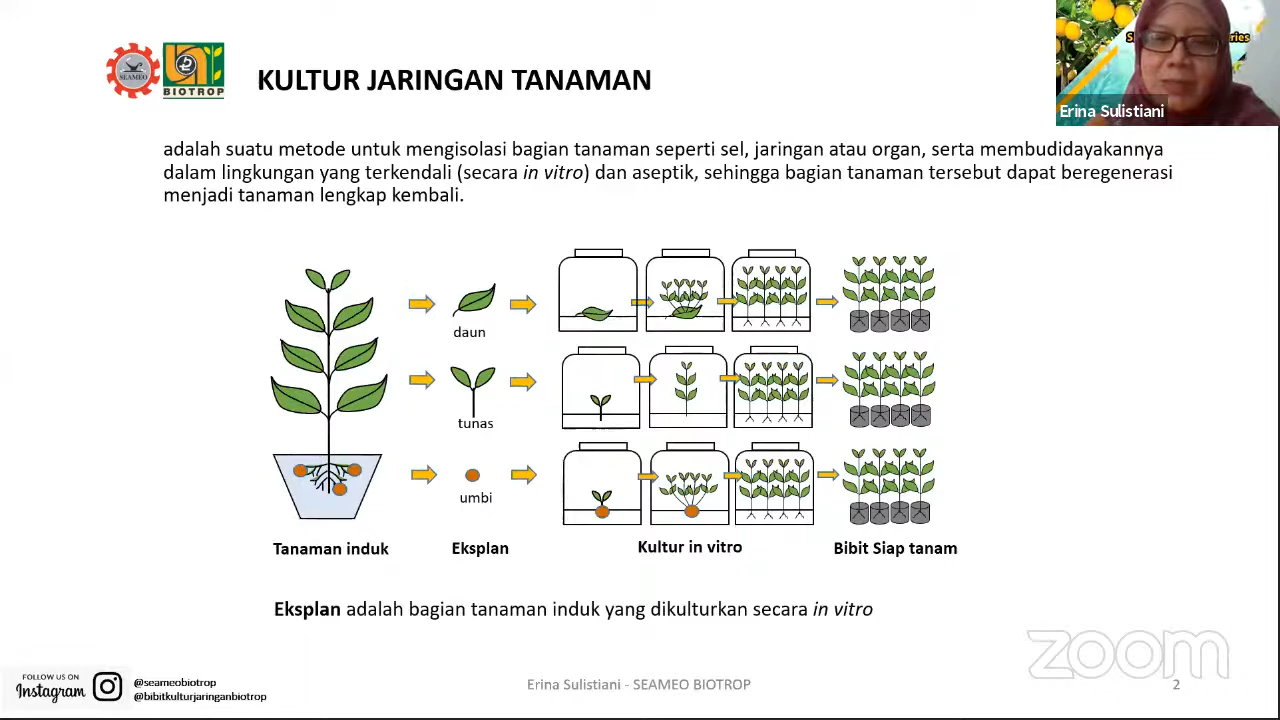 SEAMEO
BIOTROP
KULTUR JARINGAN TANAMAN
Erina Sulistiani
adalah suatu metode untuk mengisolasi bagian tanaman seperti sel, jaringan atau organ, serta membudidayakannya
dalam lingkungan yang terkendali (secara in vitro) dan aseptik, sehingga bagian tanaman tersebut dapat beregenerasi
menjadi tanaman lengkap kembali.
daun
tunas
umbi
Tanaman induk
Eksplan
Kultur in vitro
Bibit Siap tanam
Eksplan adalah bagian tanaman induk yang dikulturkan secara in vitro
zoom
FOLLOW US ON
Instagram
@seameobiotrop
@bibitkulturjaringanbiotrop
Erina Sulistiani - SEAMEO BIOTROP
2